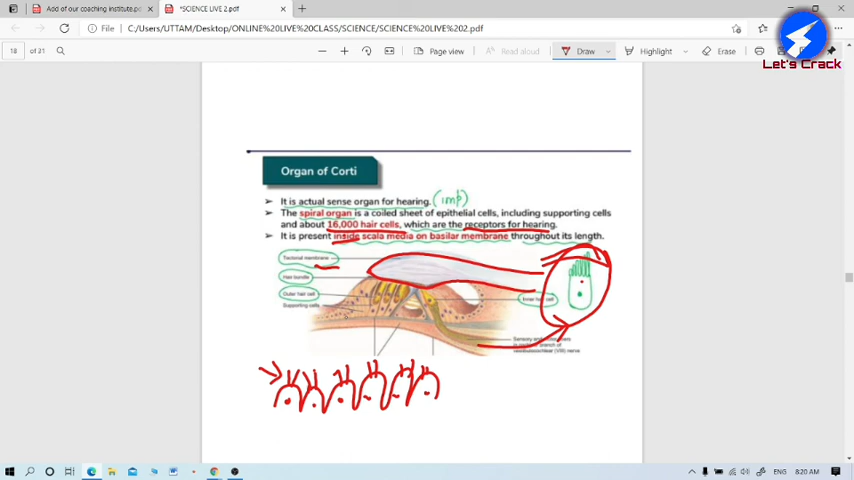 Add of our coaching institute.pdf
*SCIENCE LIVE 2.pdf
File
C:/Users/UTTAM/Desktop/ONLINE%20LIVE%20CLASS/SCIENCE/SCIENCE%20LIVE%202.pdf
18 of 31
Page view
Read aloud
Draw
Highlight
Erase
Let's Crack
Organ of Corti
➢ It is actual sense organ for hearing. (imp)
➢ The spiral organ is a coiled sheet of epithelial cells, including supporting cells
and about 16,000 hair cells, which are the receptors for hearing.
➢ It is present inside scala media on basilar membrane throughout its length.
Tectorial membrane
Hair bundle
Outer hair cell
Supporting cells
Inner hair cell
8:20 AM